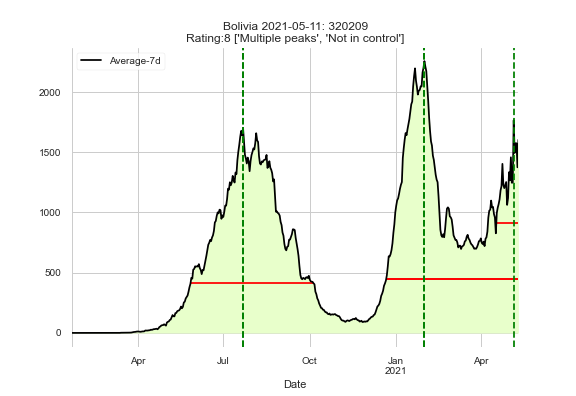 Bolivia 2021-05-11: 320209
Rating:8 ['Multiple peaks', 'Not in control']
Average-7d
2000
1500
1000
500
0
Apr
Jul
Oct
Jan
2021
Apr
Date